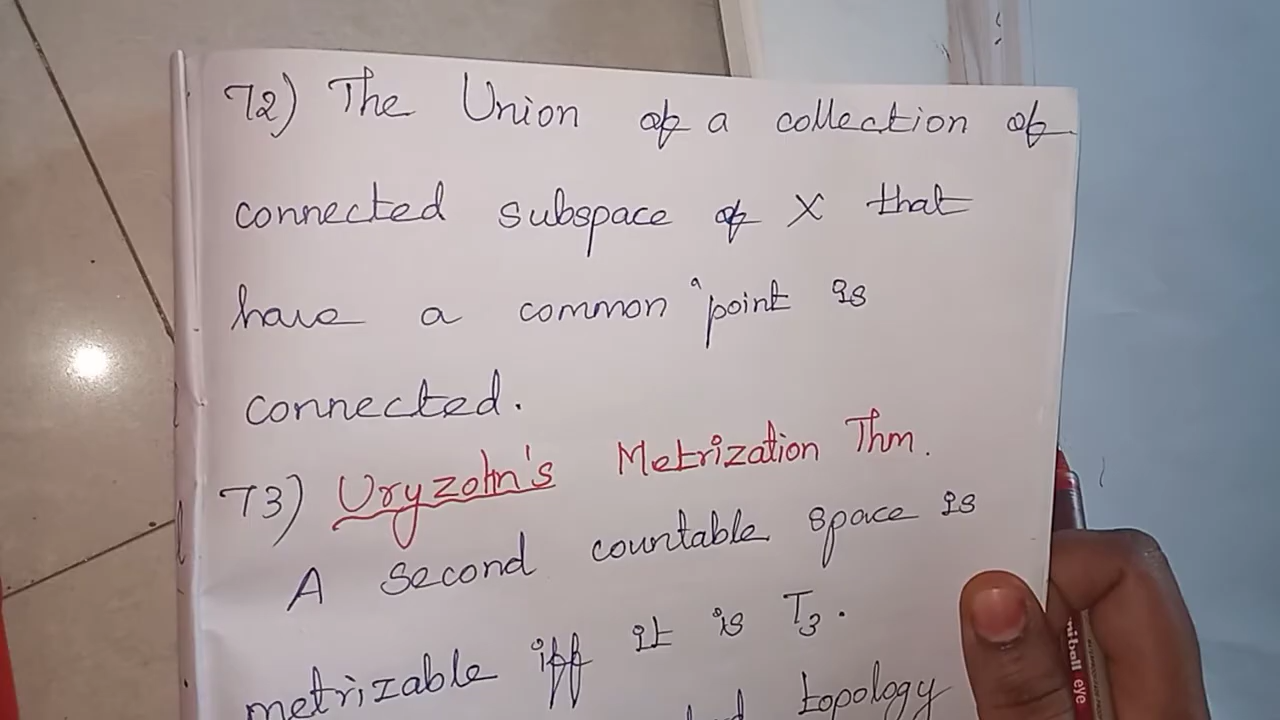 72) The Union of a collection of
connected subspace of X that
have a common point is
connected.
73) Uryzohn's Metrization Thm.
A second countable space is
metrizable iff it is T3.
topology
eye